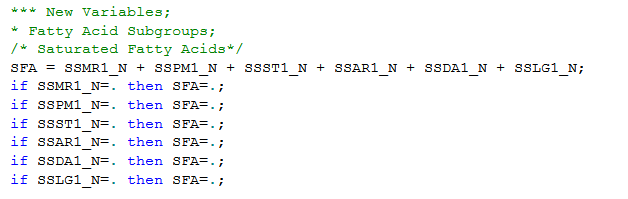 *** New Variables;
* Fatty Acid Subgroups;
/* Saturated Fatty Acids*/
SFA = SSMR1_N + SSPM1_N + SSST1_N + SSAR1_N + SSDA1_N + SSLG1_N;
if SSMR1_N=. then SFA=.;
if SSPM1_N=. then SFA=.;
if SSST1_N=. then SFA=.;
if SSAR1_N=. then SFA=.;
if SSDA1_N=. then SFA=.;
if SSLG1_N=. then SFA=.;